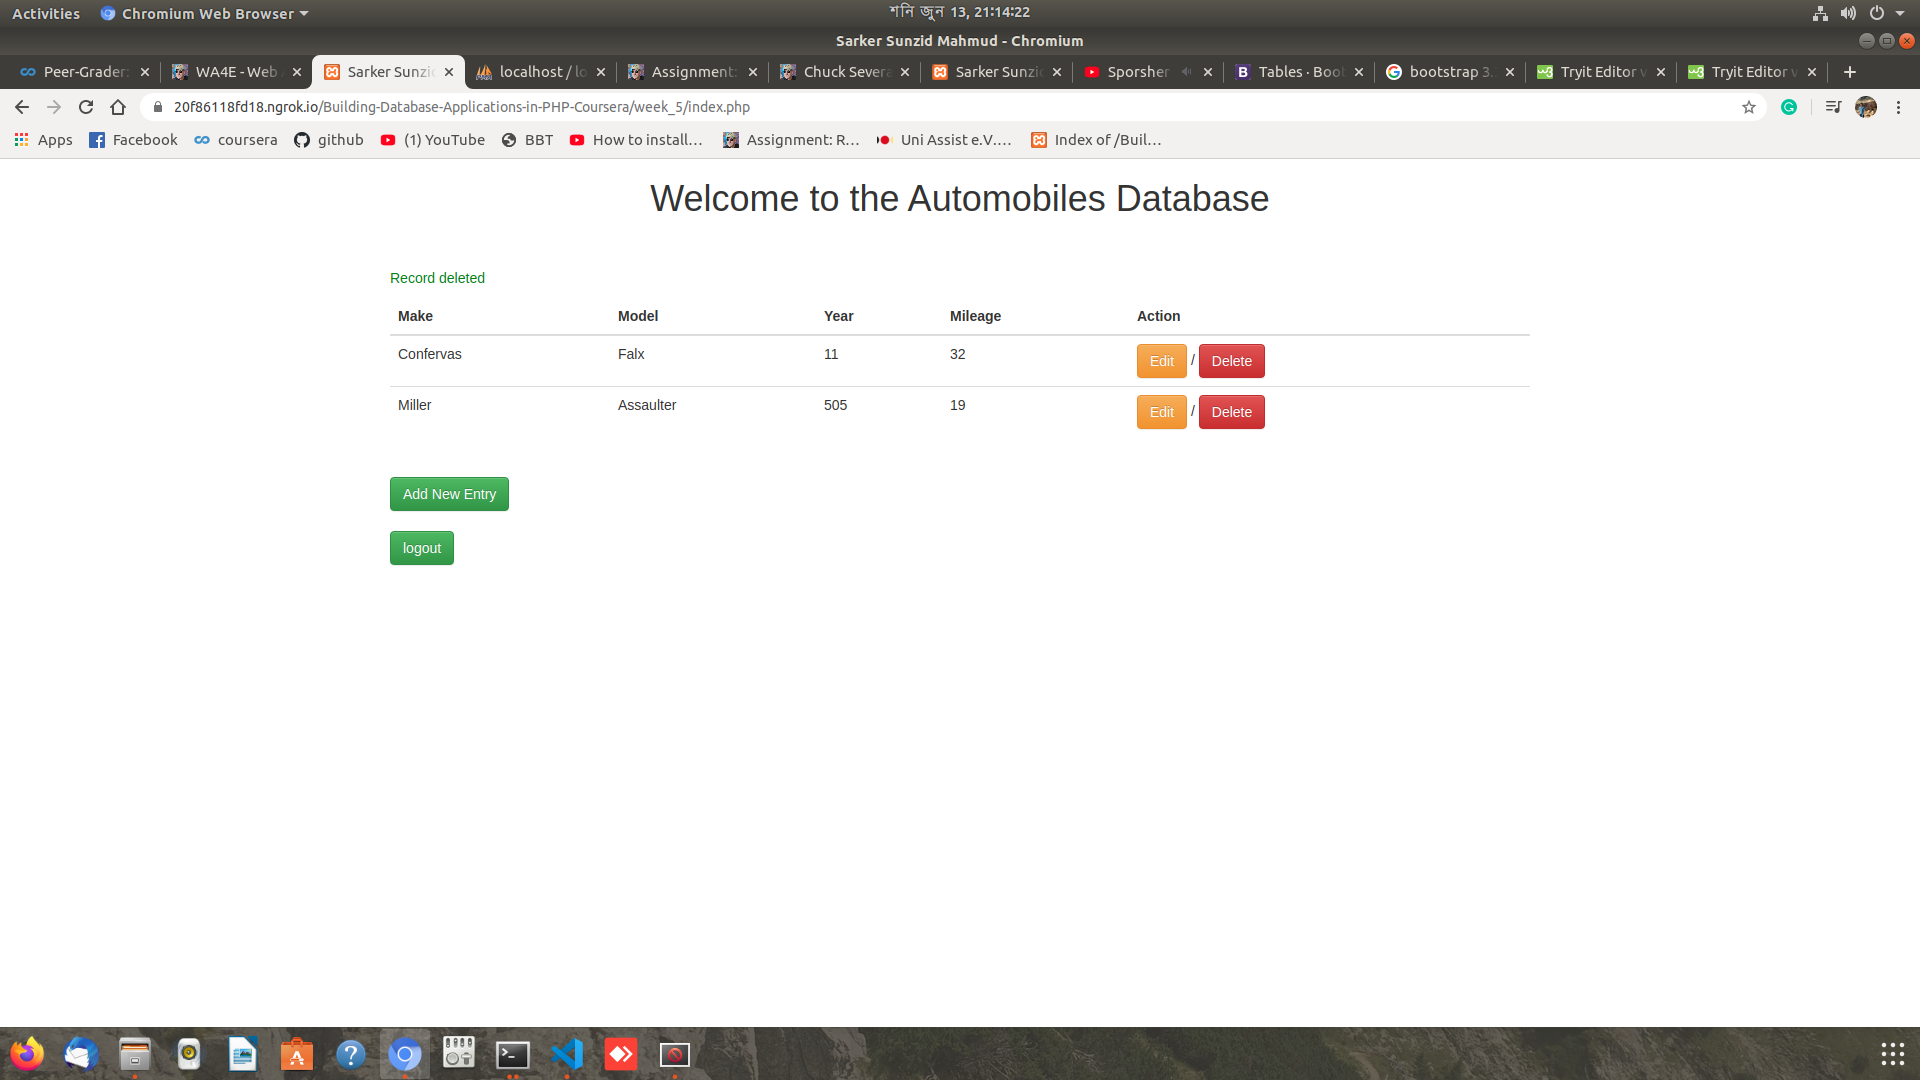 Activities Chromium Web Browser শনি জুন 13, 21:14:22
Sarker Sunzid Mahmud - Chromium
Peer-Grader: WA4E - Web Sarker Sunzid localhost / lo Assignment: Chuck Severa Sarker Sunzid Sporsher Tables · Boot bootstrap 3. Tryit Editor v Tryit Editor v
20f86118fd18.ngrok.io/Building-Database-Applications-in-PHP-Coursera/week_5/index.php
Apps Facebook coursera github (1) YouTube BBT How to install… Assignment: R… Uni Assist e.V.… Index of /Buil…
Welcome to the Automobiles Database
Record deleted
Make Model Year Mileage Action
Confervas Falx 11 32 Edit / Delete
Miller Assaulter 505 19 Edit / Delete
Add New Entry
logout